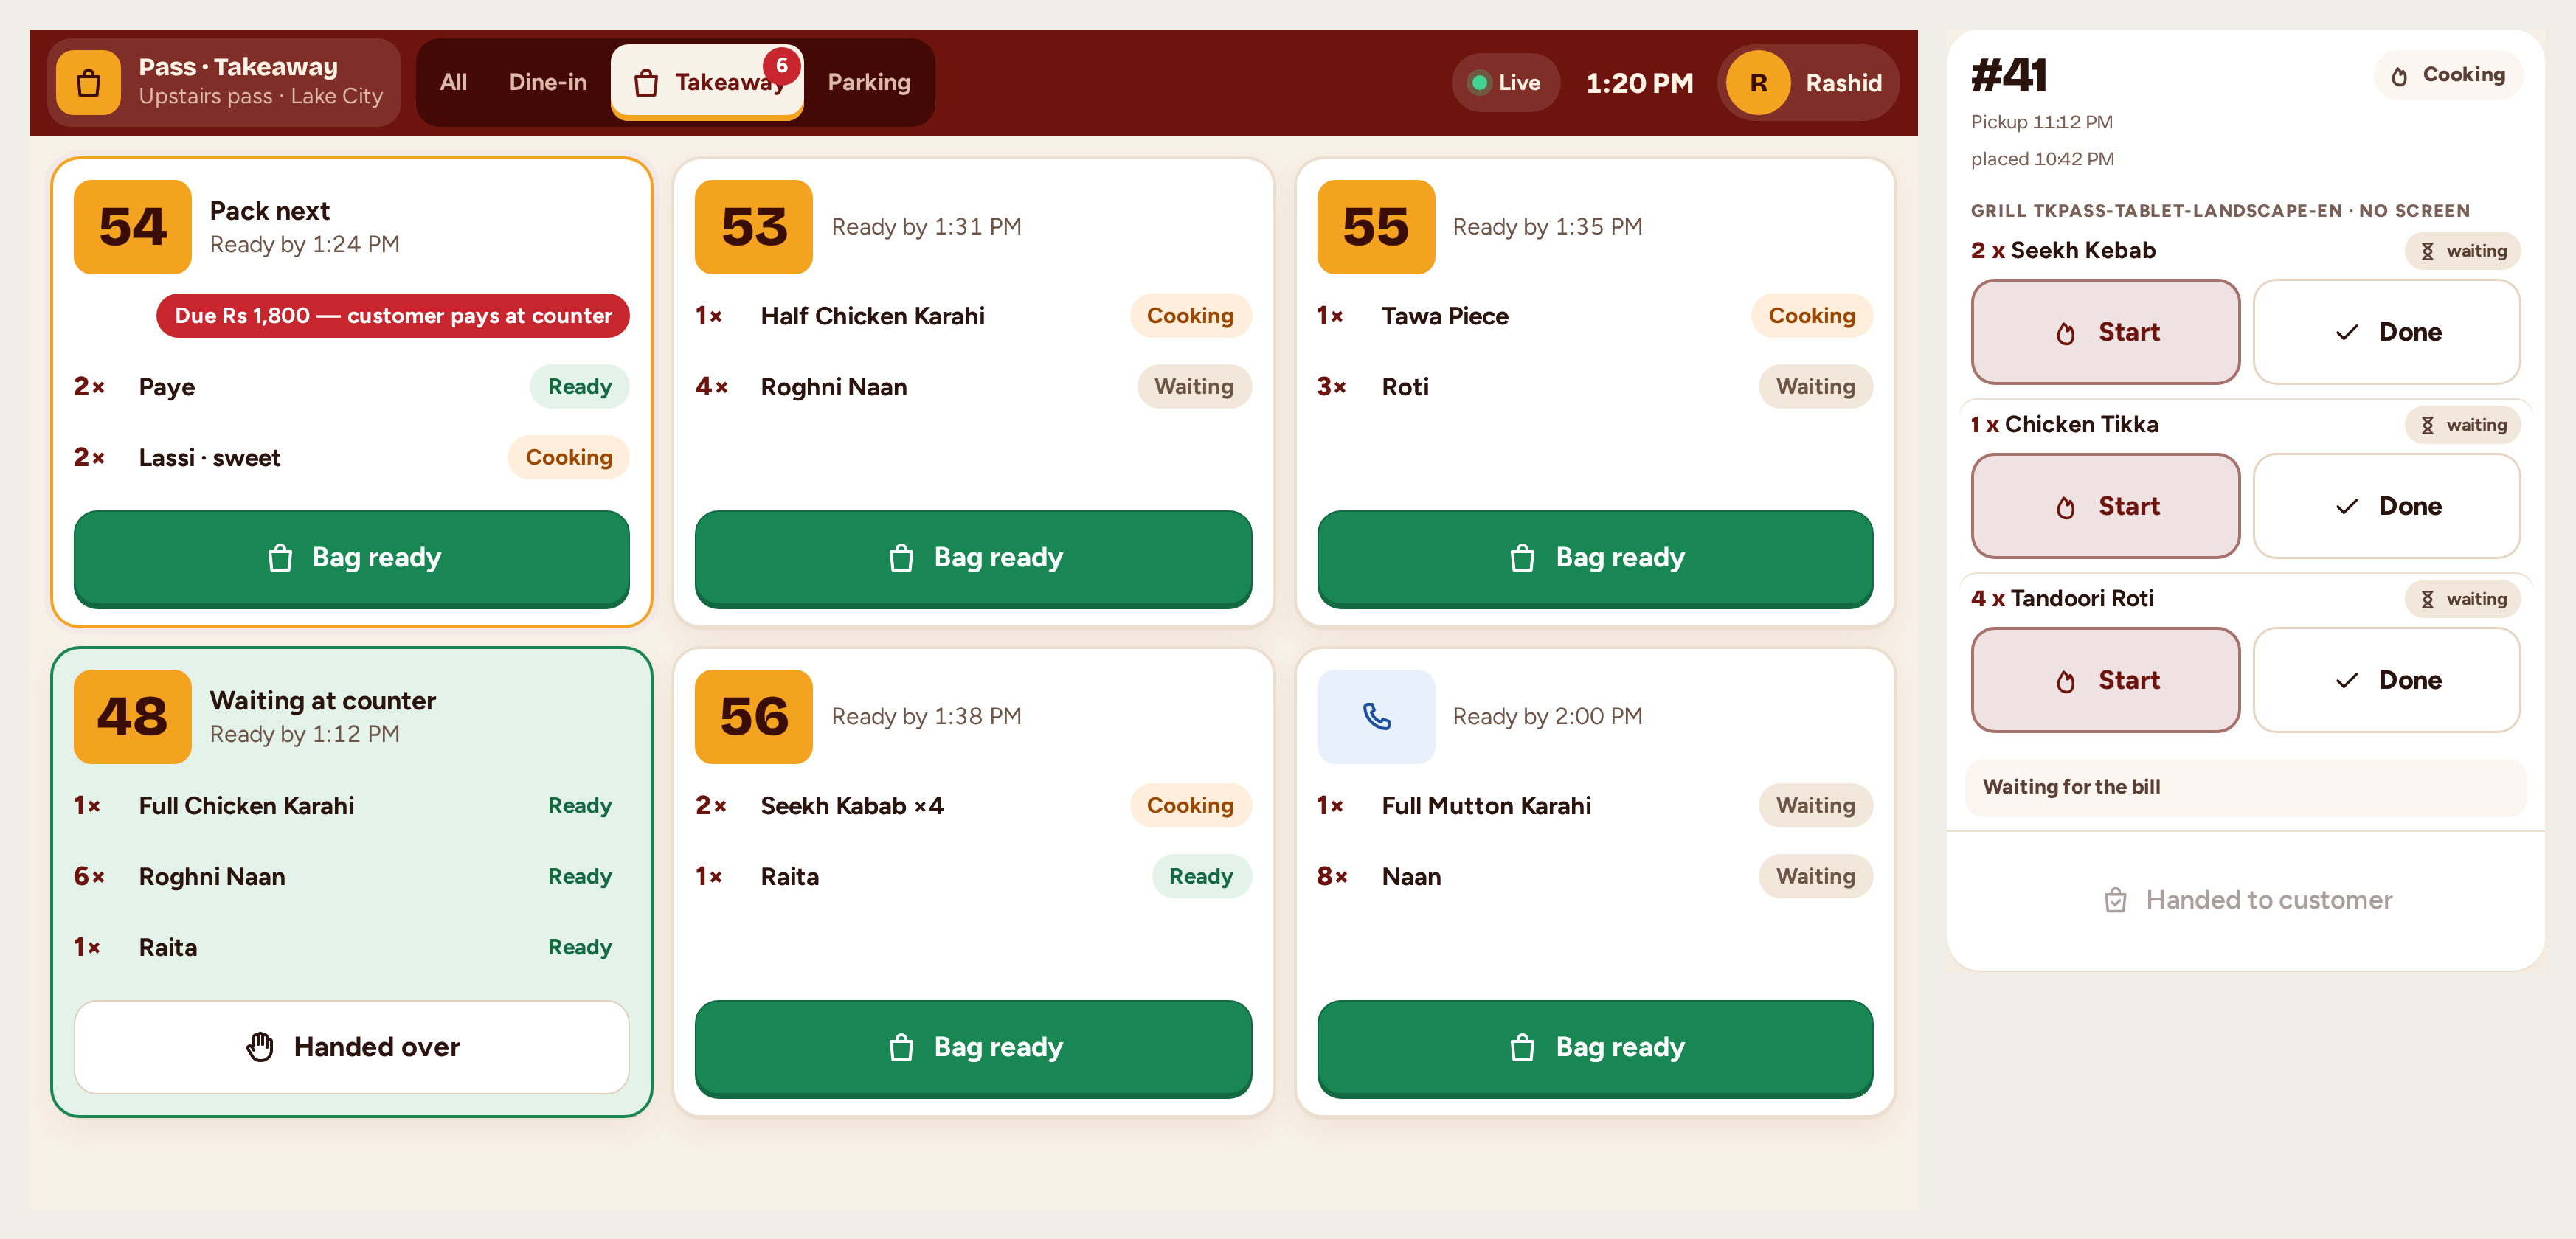 Pass · Takeaway
Upstairs pass · Lake City
All
Dine-in
Takeaway
6
Parking
Live
1:20 PM
R
Rashid
54
Pack next
Ready by 1:24 PM
Due Rs 1,800 — customer pays at counter
2× Paye Ready
2× Lassi · sweet Cooking
Bag ready
53
Ready by 1:31 PM
1× Half Chicken Karahi Cooking
4× Roghni Naan Waiting
Bag ready
55
Ready by 1:35 PM
1× Tawa Piece Cooking
3× Roti Waiting
Bag ready
48
Waiting at counter
Ready by 1:12 PM
1× Full Chicken Karahi Ready
6× Roghni Naan Ready
1× Raita Ready
Handed over
56
Ready by 1:38 PM
2× Seekh Kabab ×4 Cooking
1× Raita Ready
Bag ready
Ready by 2:00 PM
1× Full Mutton Karahi Waiting
8× Naan Waiting
Bag ready
#41
Cooking
Pickup 11:12 PM
placed 10:42 PM
GRILL TKPASS-TABLET-LANDSCAPE-EN · NO SCREEN
2 x Seekh Kebab waiting
Start Done
1 x Chicken Tikka waiting
Start Done
4 x Tandoori Roti waiting
Start Done
Waiting for the bill
Handed to customer